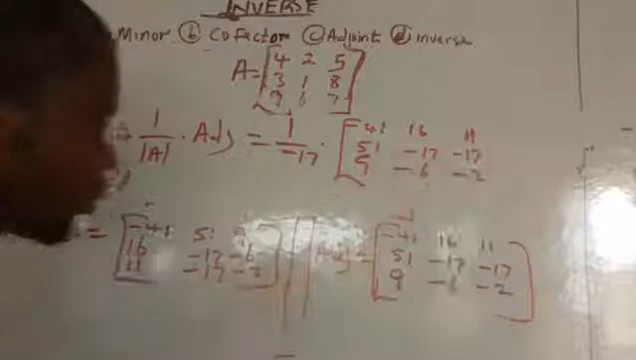 INVERSE
Minor ⓑ Cofactor ⓒ Adjoint ⓓ inverse
A = [4 2 5
3 1 8
9 6 7]
1/|A| · Adj = 1/-17 · [-41 16 11
51 -17 -17
9 -6 -2]
= [-41 51 9
16 -17 -6
11 -17 -2]
Adj = [-41 16 11
51 -17 -17
9 -6 -2]